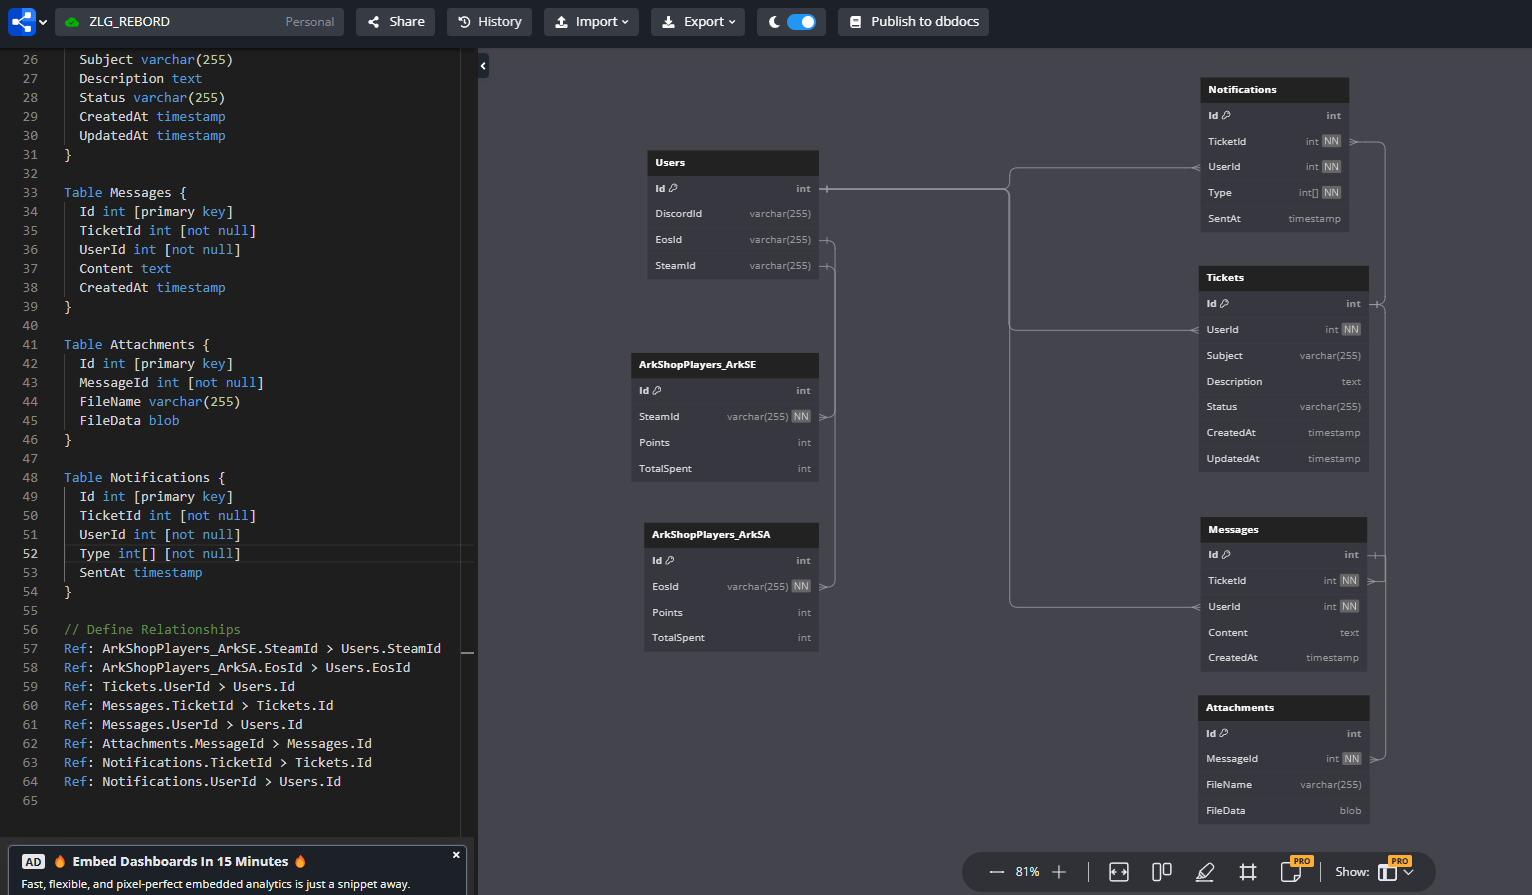 ZLG_REBORD Personal Share History Import Export Publish to dbdocs
26 Subject varchar(255)
27 Description text
28 Status varchar(255)
29 CreatedAt timestamp
30 UpdatedAt timestamp
31 }
32
33 Table Messages {
34 Id int [primary key]
35 TicketId int [not null]
36 UserId int [not null]
37 Content text
38 CreatedAt timestamp
39 }
40
41 Table Attachments {
42 Id int [primary key]
43 MessageId int [not null]
44 FileName varchar(255)
45 FileData blob
46 }
47
48 Table Notifications {
49 Id int [primary key]
50 TicketId int [not null]
51 UserId int [not null]
52 Type int[] [not null]
53 SentAt timestamp
54 }
55
56 // Define Relationships
57 Ref: ArkShopPlayers_ArkSE.SteamId > Users.SteamId
58 Ref: ArkShopPlayers_ArkSA.EosId > Users.EosId
59 Ref: Tickets.UserId > Users.Id
60 Ref: Messages.TicketId > Tickets.Id
61 Ref: Messages.UserId > Users.Id
62 Ref: Attachments.MessageId > Messages.Id
63 Ref: Notifications.TicketId > Tickets.Id
64 Ref: Notifications.UserId > Users.Id
65
AD 🔥 Embed Dashboards In 15 Minutes 🔥 ×
Fast, flexible, and pixel-perfect embedded analytics is just a snippet away.
Users
Id int
DiscordId varchar(255)
EosId varchar(255)
SteamId varchar(255)
ArkShopPlayers_ArkSE
Id int
SteamId varchar(255) NN
Points int
TotalSpent int
ArkShopPlayers_ArkSA
Id int
EosId varchar(255) NN
Points int
TotalSpent int
Notifications
Id int
TicketId int NN
UserId int NN
Type int[] NN
SentAt timestamp
Tickets
Id int
UserId int NN
Subject varchar(255)
Description text
Status varchar(255)
CreatedAt timestamp
UpdatedAt timestamp
Messages
Id int
TicketId int NN
UserId int NN
Content text
CreatedAt timestamp
Attachments
Id int
MessageId int NN
FileName varchar(255)
FileData blob
81% PRO Show: PRO